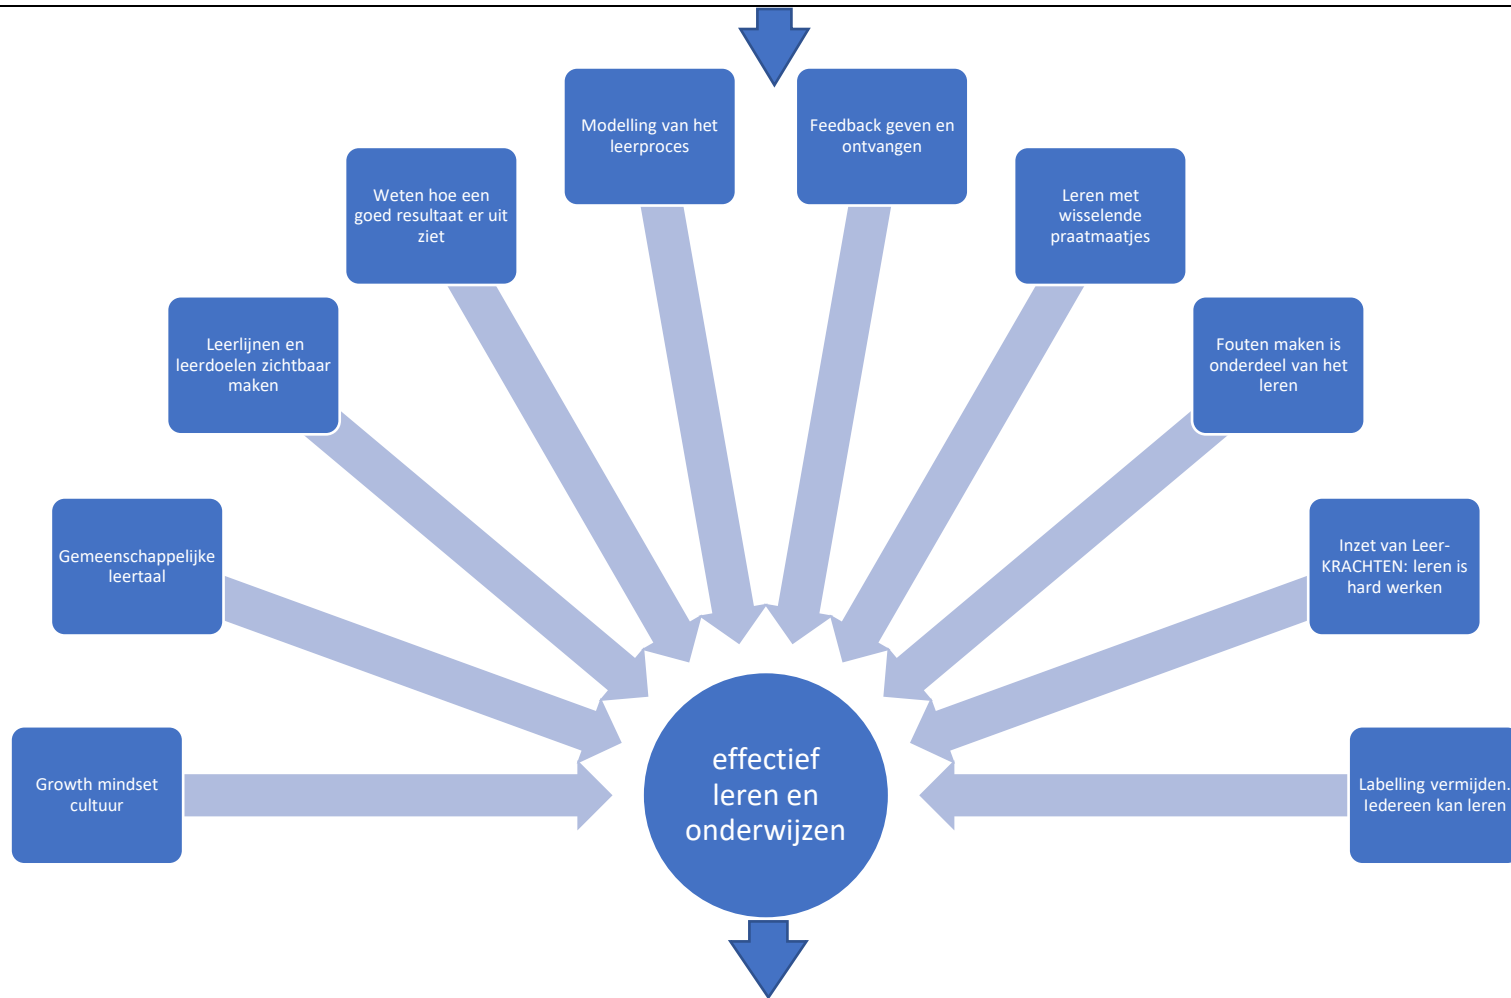 Modelling van het
leerproces
Feedback geven en
ontvangen
Weten hoe een
goed resultaat er uit
ziet
Leren met
wisselende
praatmaatjes
Leerlijnen en
leerdoelen zichtbaar
maken
Fouten maken is
onderdeel van het
leren
Gemeenschappelijke
leertaal
Inzet van Leer-
KRACHTEN: leren is
hard werken
Growth mindset
cultuur
effectief
leren en
onderwijzen
Labelling vermijden.
Iedereen kan leren